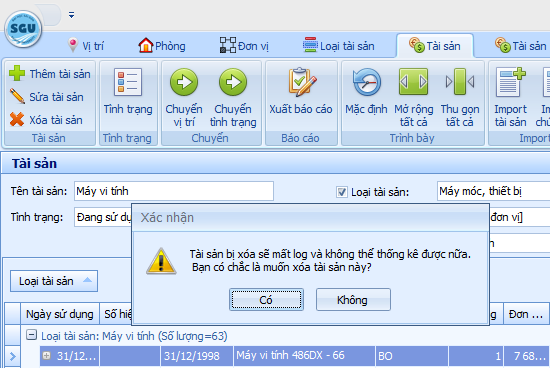 SGU
Vị trí
Phòng
Đơn vị
Loại tài sản
Tài sản
Tài sản
Thêm tài sản
Sửa tài sản
Xóa tài sản
Tài sản
Tình trạng
Tình trạng
Chuyển vị trí
Chuyển tình trạng
Chuyển
Xuất báo cáo
Báo cáo
Mặc định
Mở rộng tất cả
Thu gọn tất cả
Trình bày
Import tài sản
Im
chu
Import
Tài sản
Tên tài sản: Máy vi tính
Loại tài sản: Máy móc, thiết bị
Tình trạng: Đang sử dụ
đơn vị]
Xác nhận
Tài sản bị xóa sẽ mất log và không thể thống kê được nữa.
Bạn có chắc là muốn xóa tài sản này?
Có Không
Loại tài sản
Ngày sử dụng Số hiệ
g Đơn ...
Loại tài sản: Máy vi tính (Số lượng=63)
31/12... 31/12/1998 Máy vi tính 486DX - 66 BO 1 7 68...